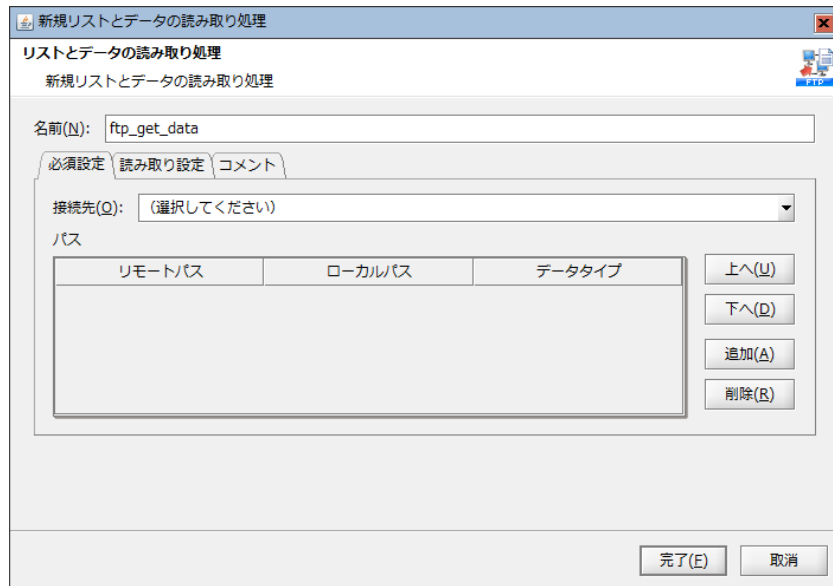 新規リストとデータの読み取り処理
リストとデータの読み取り処理
新規リストとデータの読み取り処理
FTP
名前(N): ftp_get_data
必須設定 読み取り設定 コメント
接続先(O): （選択してください）
パス
リモートパス ローカルパス データタイプ
上へ(U)
下へ(D)
追加(A)
削除(R)
完了(F) 取消